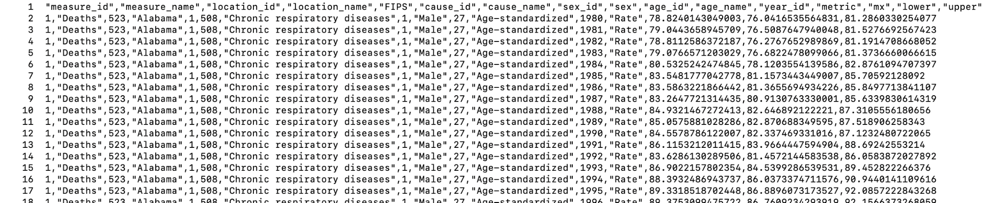 1 "measure_id","measure_name","location_id","location_name","FIPS","cause_id","cause_name","sex_id","sex","age_id","age_name","year_id","metric","mx","lower","upper"
2 1,"Deaths",523,"Alabama",1,508,"Chronic respiratory diseases",1,"Male",27,"Age-standardized",1980,"Rate",78.8240143049003,76.0416535564831,81.2860330254077
3 1,"Deaths",523,"Alabama",1,508,"Chronic respiratory diseases",1,"Male",27,"Age-standardized",1981,"Rate",79.0443658945709,76.5087647940048,81.5276692567423
4 1,"Deaths",523,"Alabama",1,508,"Chronic respiratory diseases",1,"Male",27,"Age-standardized",1982,"Rate",78.8112586372187,76.2767652989869,81.1914708668052
5 1,"Deaths",523,"Alabama",1,508,"Chronic respiratory diseases",1,"Male",27,"Age-standardized",1983,"Rate",79.0766571203029,76.6822478099066,81.3736660066615
6 1,"Deaths",523,"Alabama",1,508,"Chronic respiratory diseases",1,"Male",27,"Age-standardized",1984,"Rate",80.5325242474845,78.1203554139586,82.8761094707397
7 1,"Deaths",523,"Alabama",1,508,"Chronic respiratory diseases",1,"Male",27,"Age-standardized",1985,"Rate",83.5481777042778,81.1573443449007,85.70592128092
8 1,"Deaths",523,"Alabama",1,508,"Chronic respiratory diseases",1,"Male",27,"Age-standardized",1986,"Rate",83.5863221866442,81.3655694934226,85.8497713841107
9 1,"Deaths",523,"Alabama",1,508,"Chronic respiratory diseases",1,"Male",27,"Age-standardized",1987,"Rate",83.2647721314435,80.9130763330001,85.6339830614319
10 1,"Deaths",523,"Alabama",1,508,"Chronic respiratory diseases",1,"Male",27,"Age-standardized",1988,"Rate",84.9321467272413,82.646892122221,87.3105556180656
11 1,"Deaths",523,"Alabama",1,508,"Chronic respiratory diseases",1,"Male",27,"Age-standardized",1989,"Rate",85.0575881028286,82.870688349595,87.518906258343
12 1,"Deaths",523,"Alabama",1,508,"Chronic respiratory diseases",1,"Male",27,"Age-standardized",1990,"Rate",84.5578786122007,82.337469331016,87.1232480722065
13 1,"Deaths",523,"Alabama",1,508,"Chronic respiratory diseases",1,"Male",27,"Age-standardized",1991,"Rate",86.1153212011415,83.9664447594904,88.69242553214
14 1,"Deaths",523,"Alabama",1,508,"Chronic respiratory diseases",1,"Male",27,"Age-standardized",1992,"Rate",83.6286130289506,81.4572144583538,86.0583872027892
15 1,"Deaths",523,"Alabama",1,508,"Chronic respiratory diseases",1,"Male",27,"Age-standardized",1993,"Rate",86.9022157802354,84.5399286539531,89.452822266376
16 1,"Deaths",523,"Alabama",1,508,"Chronic respiratory diseases",1,"Male",27,"Age-standardized",1994,"Rate",88.3932486943737,86.0373374711576,90.9440141109616
17 1,"Deaths",523,"Alabama",1,508,"Chronic respiratory diseases",1,"Male",27,"Age-standardized",1995,"Rate",89.3318518702448,86.8896073173527,92.0857222843268
18 1,"Deaths",523,"Alabama",1,508,"Chronic respiratory diseases",1,"Male",27,"Age-standardized",1996,"Rate",